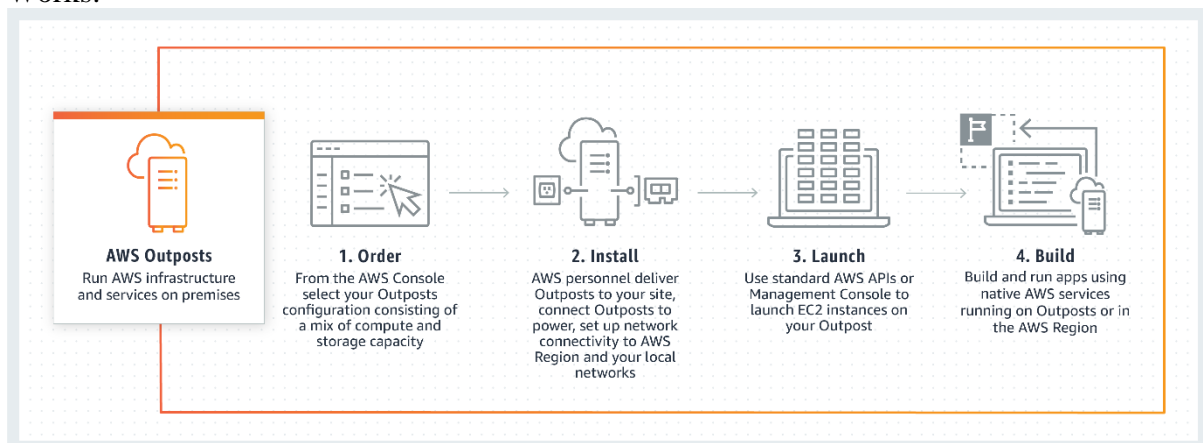 works:
AWS Outposts
Run AWS infrastructure
and services on premises
1. Order
From the AWS Console
select your Outposts
configuration consisting of
a mix of compute and
storage capacity
2. Install
AWS personnel deliver
Outposts to your site,
connect Outposts to
power, set up network
connectivity to AWS
Region and your local
networks
3. Launch
Use standard AWS APIs or
Management Console to
launch EC2 instances on
your Outpost
4. Build
Build and run apps using
native AWS services
running on Outposts or in
the AWS Region